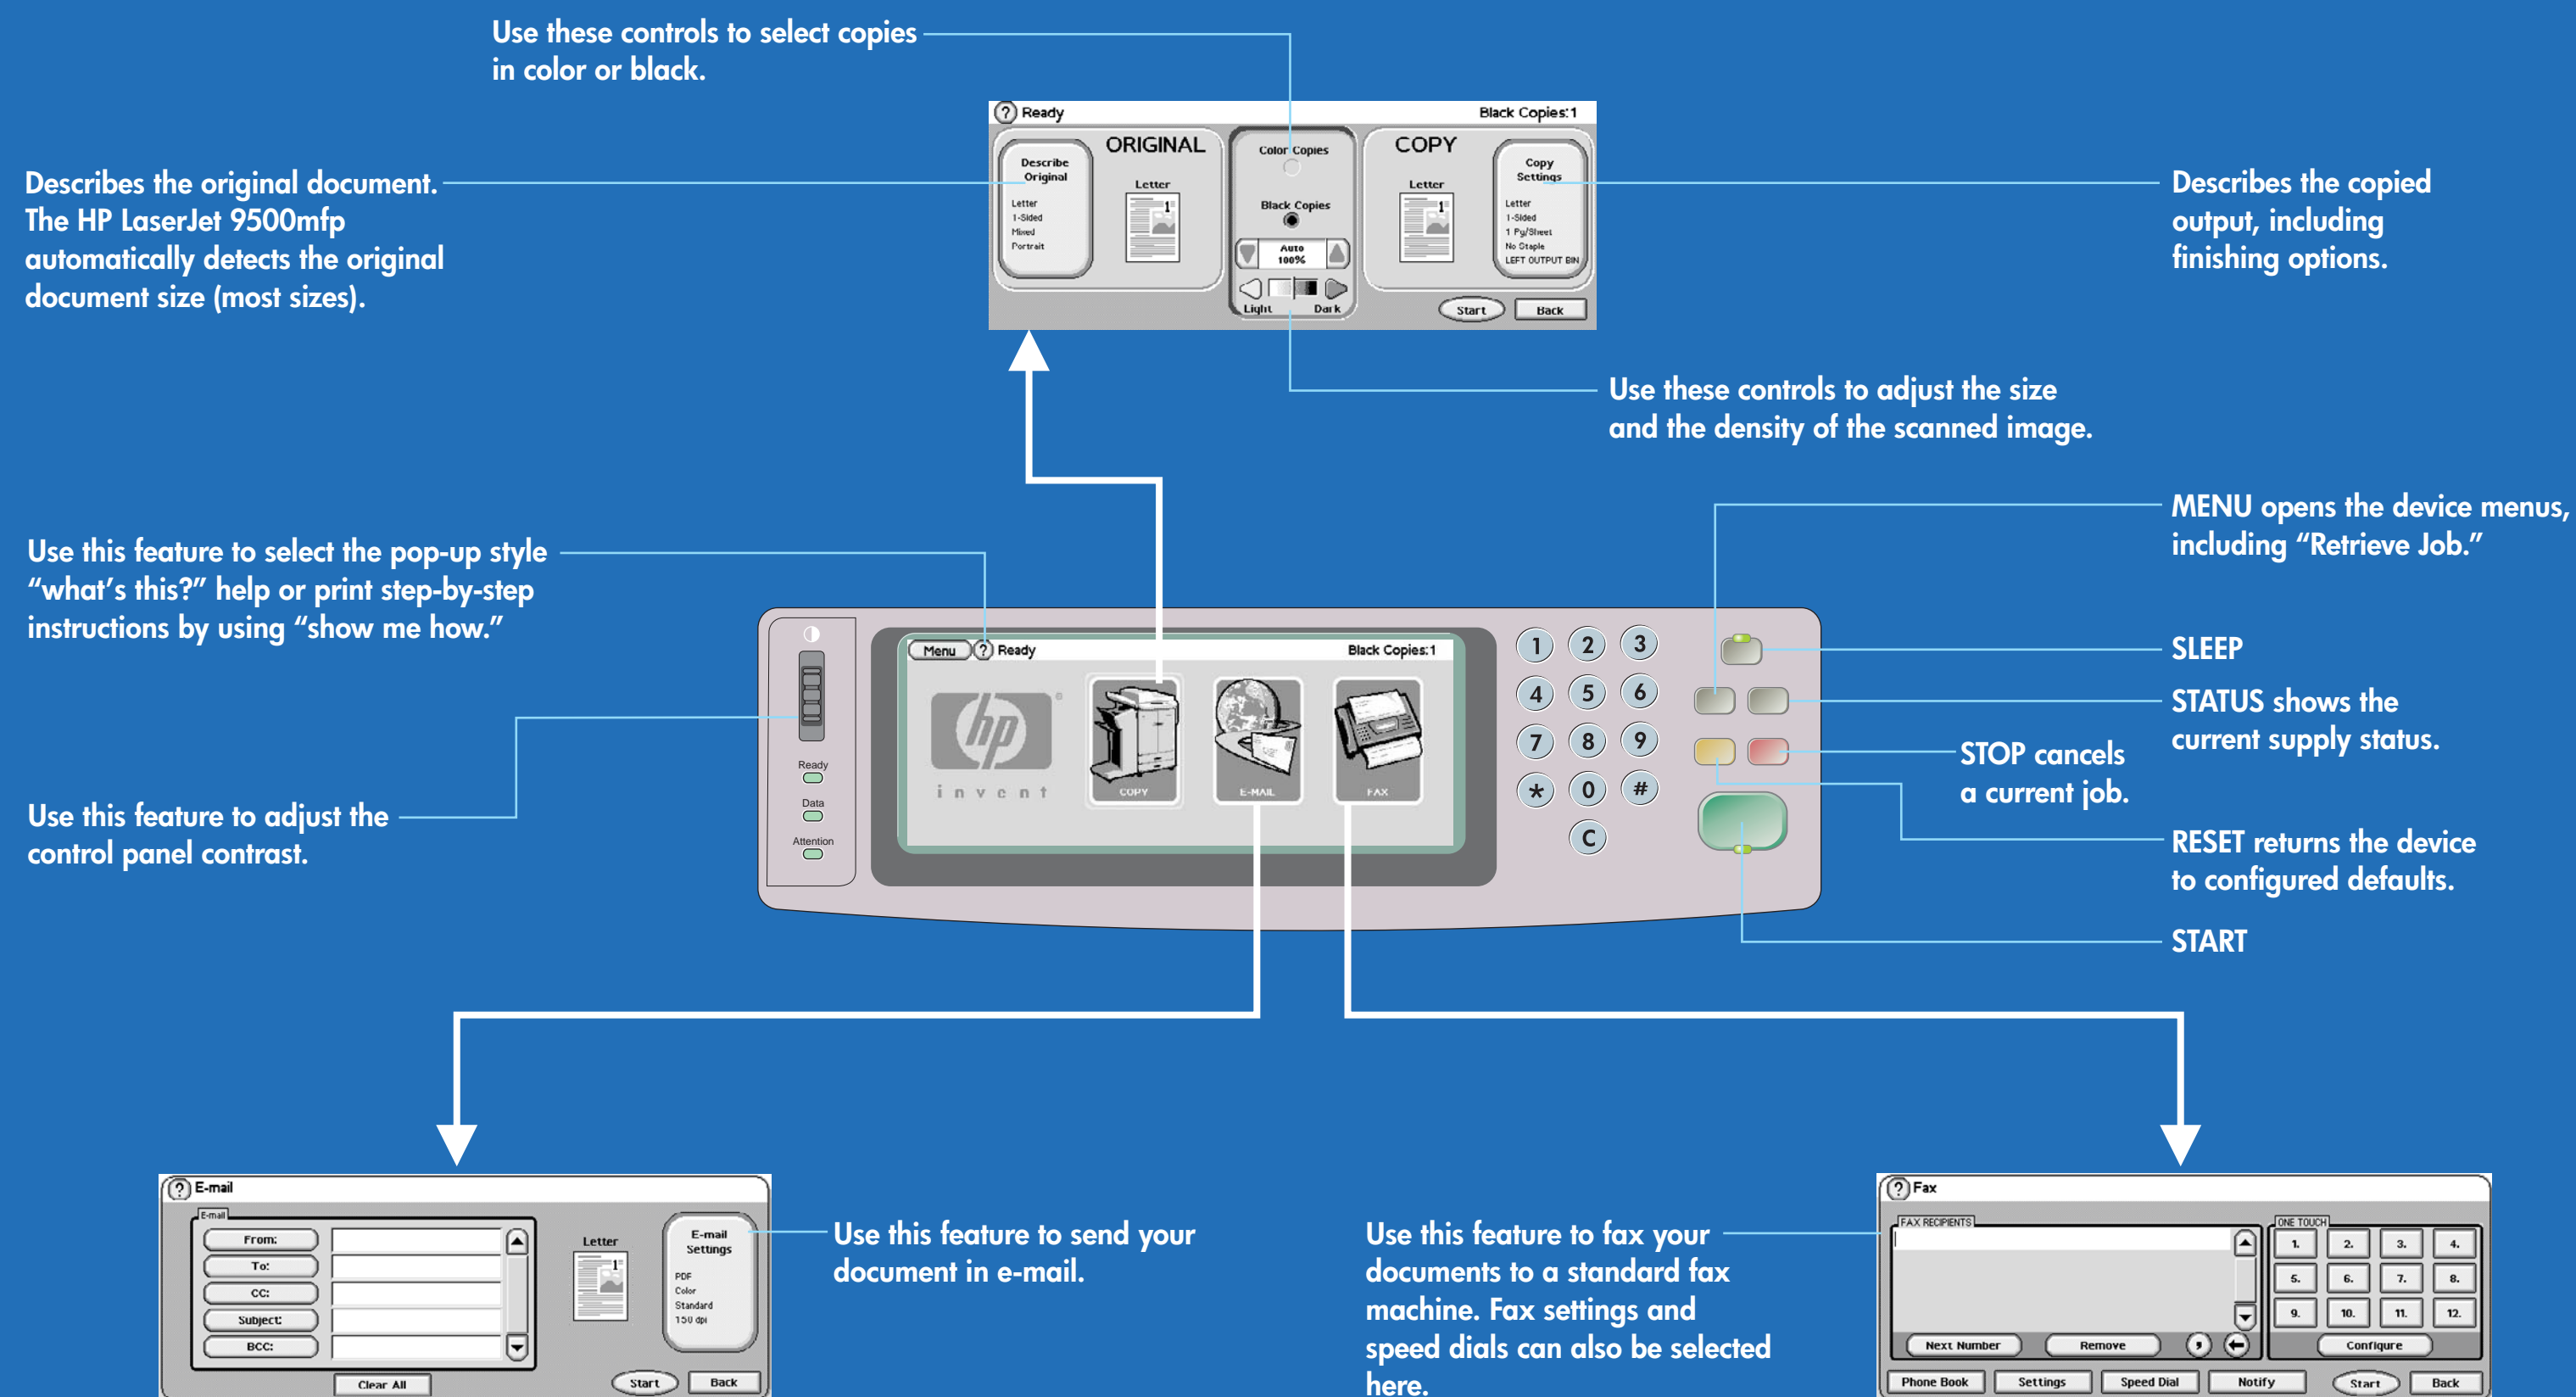 Use these controls to select copies
in color or black.
? Ready
Black Copies:1
Describe
Original
Letter
1-Sided
Mixed
Portrait
ORIGINAL
Letter
1
Color Copies
Black Copies
Auto
100%
Light
Dark
COPY
Letter
1
Copy
Settings
Letter
1-Sided
1 Pg/Sheet
No Staple
LEFT OUTPUT BIN
Start
Back
Describes the original document.
The HP LaserJet 9500mfp
automatically detects the original
document size (most sizes).
Describes the copied
output, including
finishing options.
Use these controls to adjust the size
and the density of the scanned image.
Use this feature to select the pop-up style
“what’s this?” help or print step-by-step
instructions by using “show me how.”
MENU opens the device menus,
including “Retrieve Job.”
SLEEP
STATUS shows the
current supply status.
STOP cancels
a current job.
RESET returns the device
to configured defaults.
START
Use this feature to adjust the
control panel contrast.
Ready
Data
Attention
Menu
? Ready
Black Copies:1
hp
®
invent
COPY
E-MAIL
FAX
1 2 3
4 5 6
7 8 9
* 0 #
C
? E-mail
E-mail
From:
To:
CC:
Subject:
BCC:
Clear All
Letter
1
E-mail
Settings
PDF
Color
Standard
150 dpi
Start
Back
Use this feature to send your
document in e-mail.
Use this feature to fax your
documents to a standard fax
machine. Fax settings and
speed dials can also be selected
here.
? Fax
FAX RECIPIENTS
Next Number
Remove
,
ONE TOUCH
1. 2. 3. 4.
5. 6. 7. 8.
9. 10. 11. 12.
Configure
Phone Book
Settings
Speed Dial
Notify
Start
Back